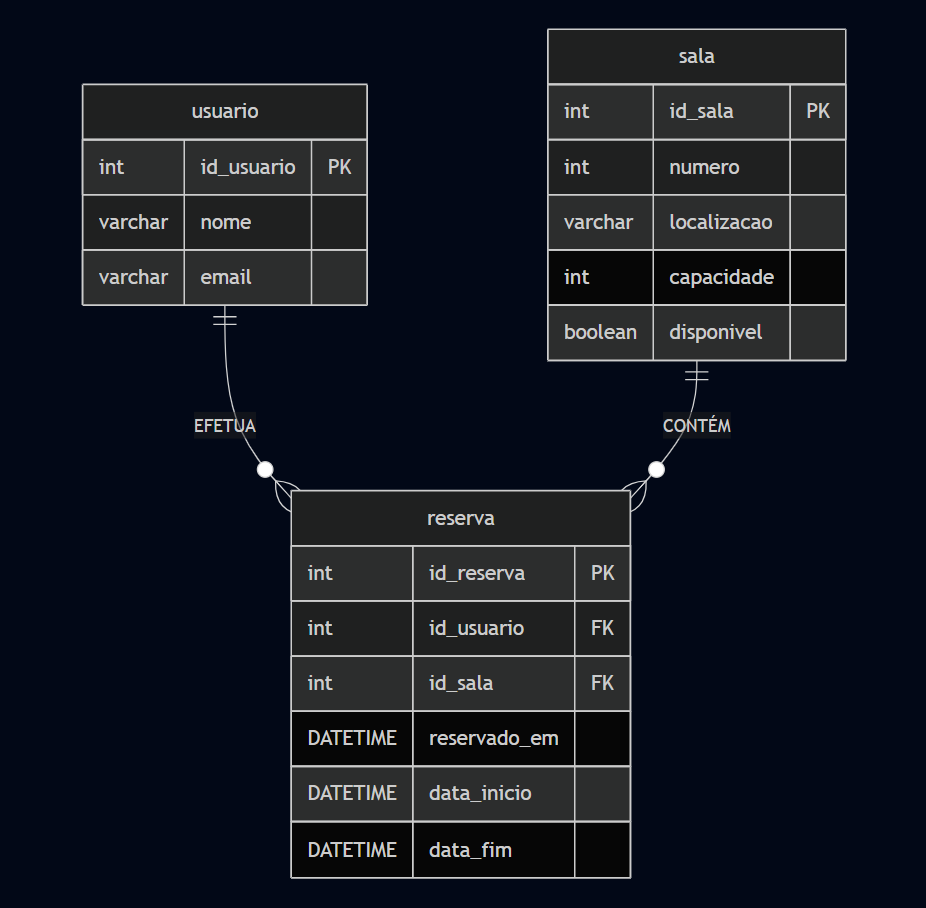 usuario
int id_usuario PK
varchar nome
varchar email
sala
int id_sala PK
int numero
varchar localizacao
int capacidade
boolean disponivel
EFETUA
CONTÉM
reserva
int id_reserva PK
int id_usuario FK
int id_sala FK
DATETIME reservado_em
DATETIME data_inicio
DATETIME data_fim